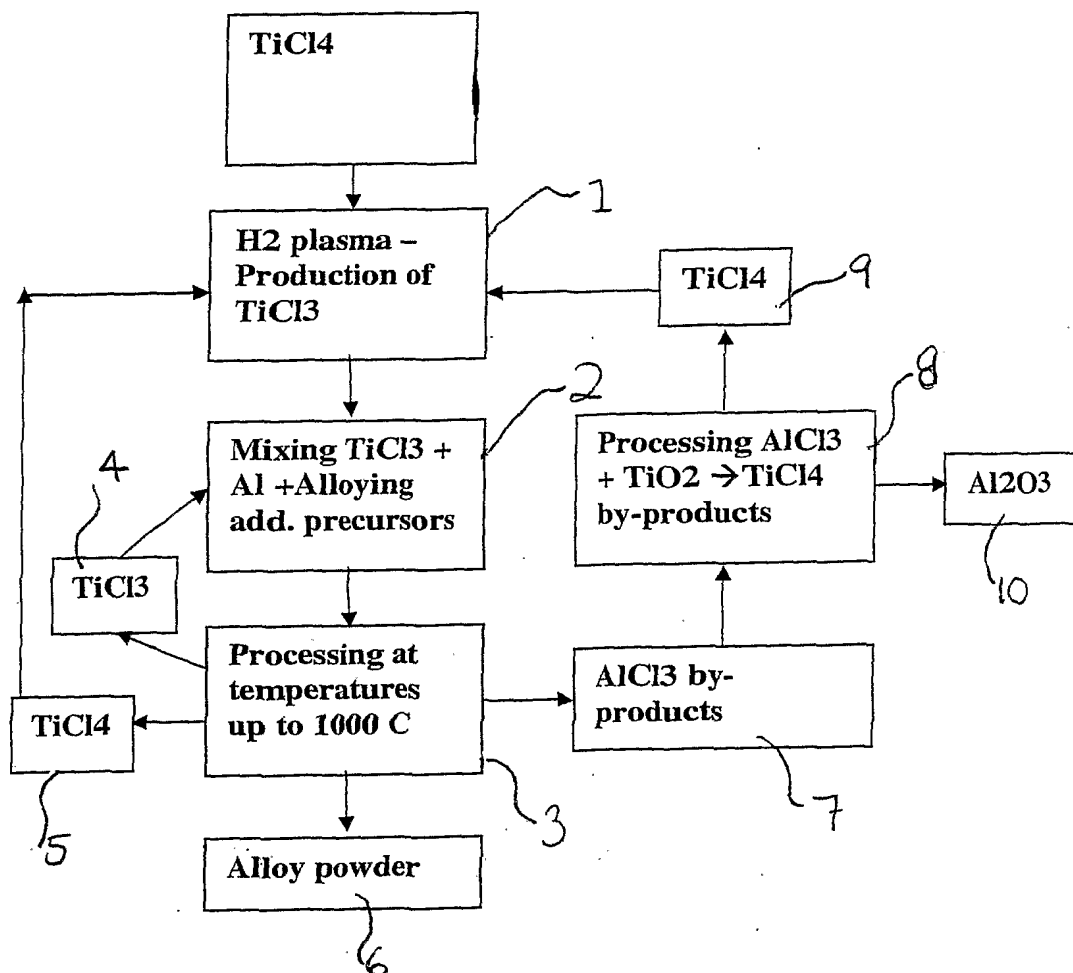 TiCl4
1
H2 plasma –
Production of
TiCl3
TiCl4
9
2
Mixing TiCl3 +
Al +Alloying
add. precursors
8
Processing AlCl3
+ TiO2 →TiCl4
by-products
Al2O3
10
4
TiCl3
Processing at
temperatures
up to 1000 C
3
AlCl3 by-
products
7
TiCl4
5
Alloy powder
6